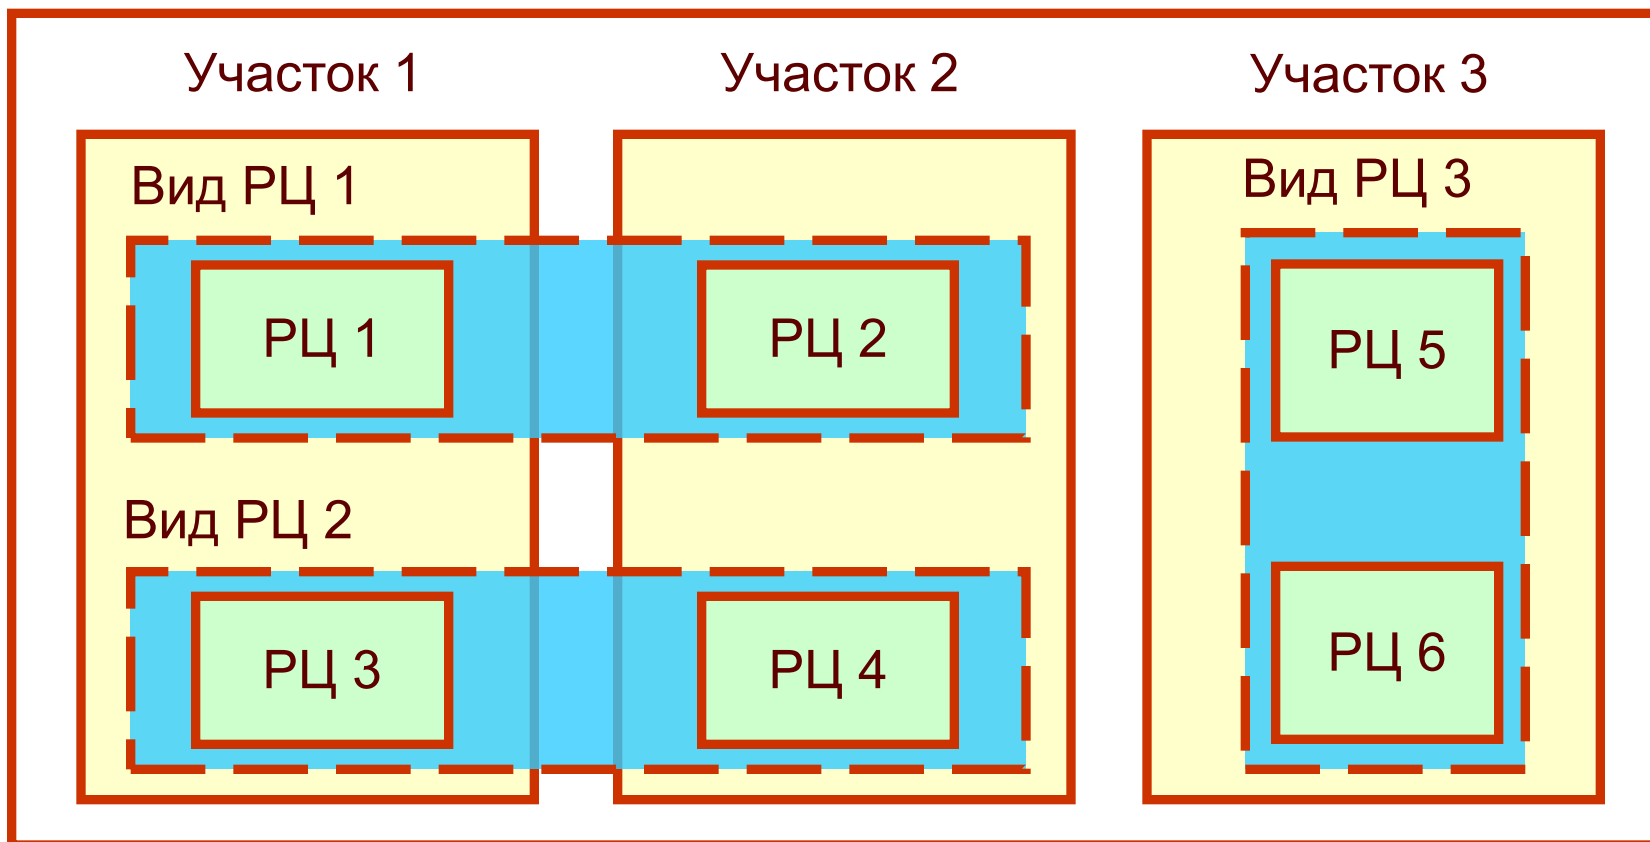 Участок 1
Участок 2
Участок 3
Вид РЦ 1
Вид РЦ 3
РЦ 1
РЦ 2
РЦ 5
Вид РЦ 2
РЦ 3
РЦ 4
РЦ 6